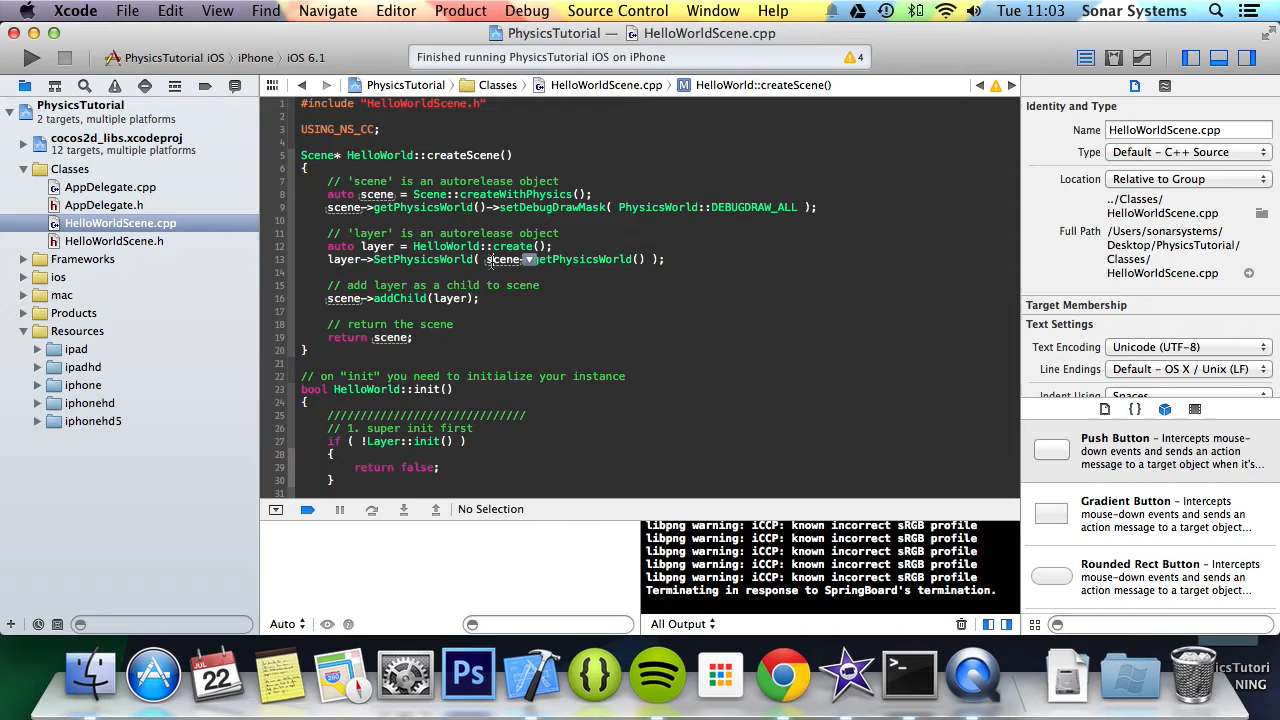 Xcode File Edit View Find Navigate Editor Product Debug Source Control Window Help Tue 11:03 Sonar Systems
PhysicsTutorial — HelloWorldScene.cpp
PhysicsTutorial iOS iPhone iOS 6.1
Finished running PhysicsTutorial iOS on iPhone 4
PhysicsTutorial Classes HelloWorldScene.cpp M HelloWorld::createScene()
PhysicsTutorial
2 targets, multiple platforms
cocos2d_libs.xcodeproj
12 targets, multiple platforms
Classes
AppDelegate.cpp
AppDelegate.h
HelloWorldScene.cpp
HelloWorldScene.h
Frameworks
ios
mac
Products
Resources
ipad
ipadhd
iphone
iphonehd
iphonehd5
1 #include "HelloWorldScene.h"
2
3 USING_NS_CC;
4
5 Scene* HelloWorld::createScene()
6 {
7 // 'scene' is an autorelease object
8 auto scene = Scene::createWithPhysics();
9 scene->getPhysicsWorld()->setDebugDrawMask( PhysicsWorld::DEBUGDRAW_ALL );
10
11 // 'layer' is an autorelease object
12 auto layer = HelloWorld::create();
13 layer->SetPhysicsWorld( scene- etPhysicsWorld() );
14
15 // add layer as a child to scene
16 scene->addChild(layer);
17
18 // return the scene
19 return scene;
20 }
21
22 // on "init" you need to initialize your instance
23 bool HelloWorld::init()
24 {
25 //////////////////////////////
26 // 1. super init first
27 if ( !Layer::init() )
28 {
29 return false;
30 }
31
No Selection
Auto
libpng warning: iCCP: known incorrect sRGB profile
libpng warning: iCCP: known incorrect sRGB profile
libpng warning: iCCP: known incorrect sRGB profile
libpng warning: iCCP: known incorrect sRGB profile
libpng warning: iCCP: known incorrect sRGB profile
Terminating in response to SpringBoard's termination.
All Output
Identity and Type
Name HelloWorldScene.cpp
Type Default - C++ Source
Location Relative to Group
../Classes/
HelloWorldScene.cpp
Full Path /Users/sonarsystems/
Desktop/PhysicsTutorial/
Classes/
HelloWorldScene.cpp
Target Membership
Text Settings
Text Encoding Unicode (UTF-8)
Line Endings Default - OS X / Unix (LF)
Indent Using Spaces
Push Button - Intercepts mouse-
down events and sends an action
message to a target object when it's...
Gradient Button - Intercepts
mouse-down events and sends an
action message to a target object...
Rounded Rect Button - Intercepts
mouse-down events and sends an
action message to a target object...
JUL
22
280
Ps
{}
>_
sicsTutori
NING